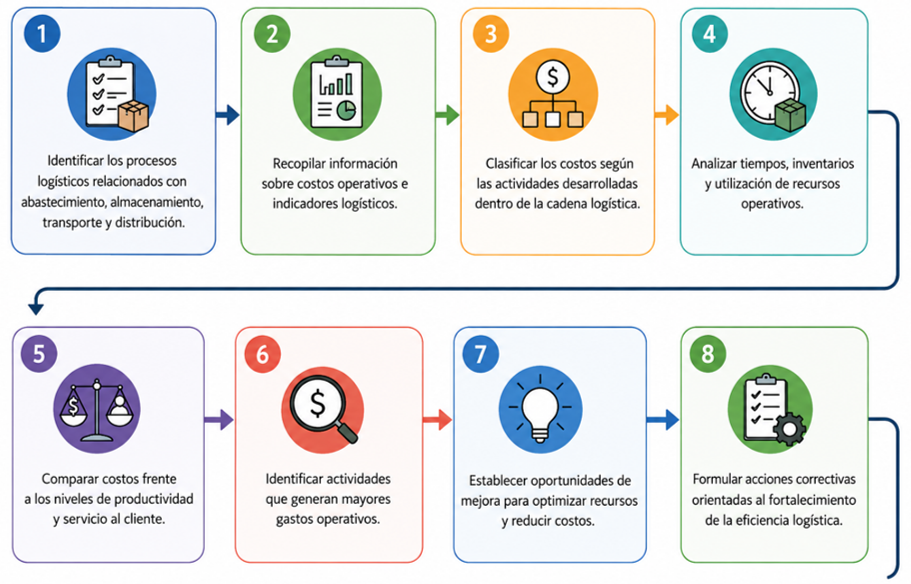 1
Identificar los procesos
logísticos relacionados con
abastecimiento, almacenamiento,
transporte y distribución.
2
Recopilar información
sobre costos operativos e
indicadores logísticos.
3
$
Clasificar los costos según
las actividades desarrolladas
dentro de la cadena logística.
4
Analizar tiempos, inventarios
y utilización de recursos
operativos.
5
$
Comparar costos frente
a los niveles de productividad
y servicio al cliente.
6
$
Identificar actividades
que generan mayores
gastos operativos.
7
Establecer oportunidades de
mejora para optimizar recursos
y reducir costos.
8
Formular acciones correctivas
orientadas al fortalecimiento
de la eficiencia logística.